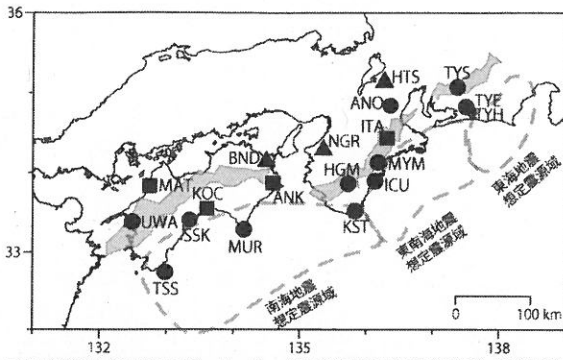 36
HTS
TYS
ANO
TYE
TYH
ITA
NGR
BND
MYM
HGM
MAT
KOC
ANK
ICU
UWA
SSK
KST
MUR
33
TSS
東海地震
想定震源域
東南海地震
想定震源域
南海地震
想定震源域
0 100 km
132 135 138